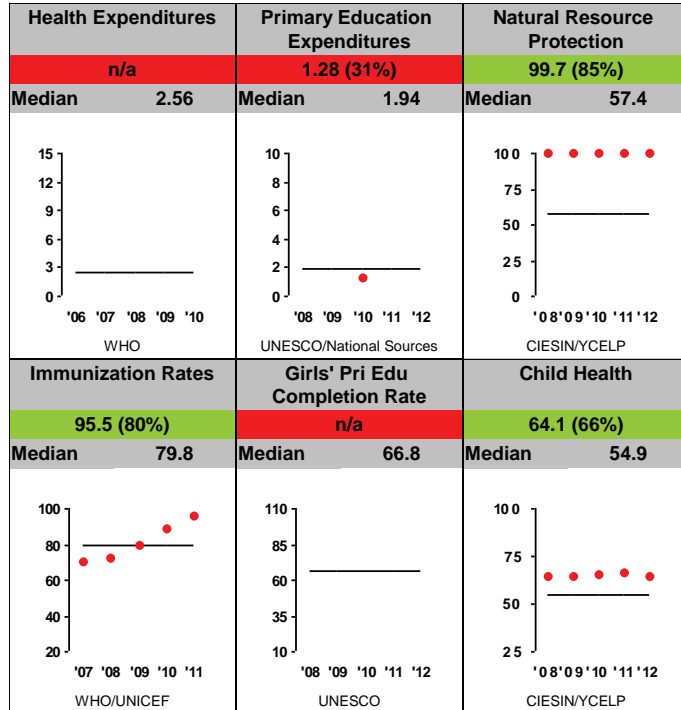 Health Expenditures
n/a
Median 2.56
15
12
9
6
3
0
'06 '07 '08 '09 '10
WHO
Primary Education
Expenditures
1.28 (31%)
Median 1.94
10
8
6
4
2
0
'08 '09 '10 '11 '12
UNESCO/National Sources
Natural Resource
Protection
99.7 (85%)
Median 57.4
100
75
50
25
0
'08 '09 '10 '11 '12
CIESIN/YCELP
Immunization Rates
95.5 (80%)
Median 79.8
100
80
60
40
20
'07 '08 '09 '10 '11
WHO/UNICEF
Girls' Pri Edu
Completion Rate
n/a
Median 66.8
110
85
60
35
10
'08 '09 '10 '11 '12
UNESCO
Child Health
64.1 (66%)
Median 54.9
100
75
50
25
'08 '09 '10 '11 '12
CIESIN/YCELP